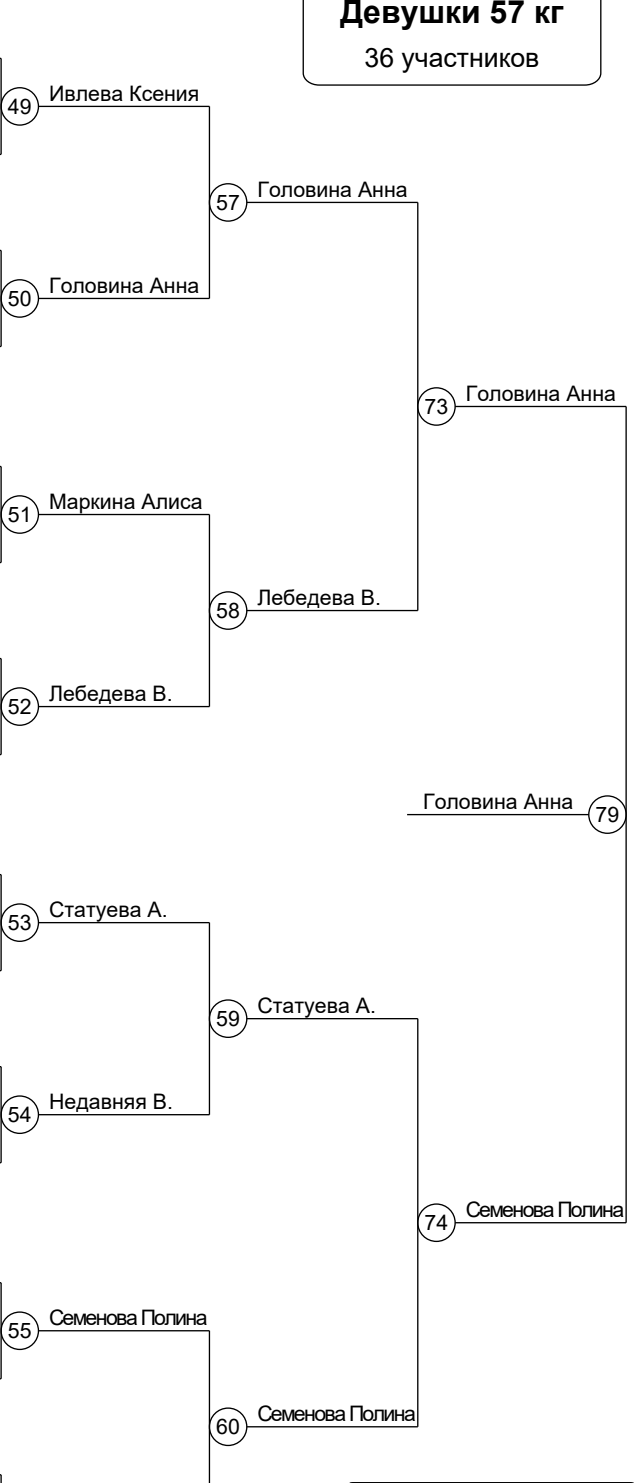 Девушки 57 кг
36 участников
49 Ивлева Ксения
57 Головина Анна
50 Головина Анна
73 Головина Анна
51 Маркина Алиса
58 Лебедева В.
52 Лебедева В.
Головина Анна 79
53 Статуева А.
59 Статуева А.
54 Недавняя В.
74 Семенова Полина
55 Семенова Полина
60 Семенова Полина